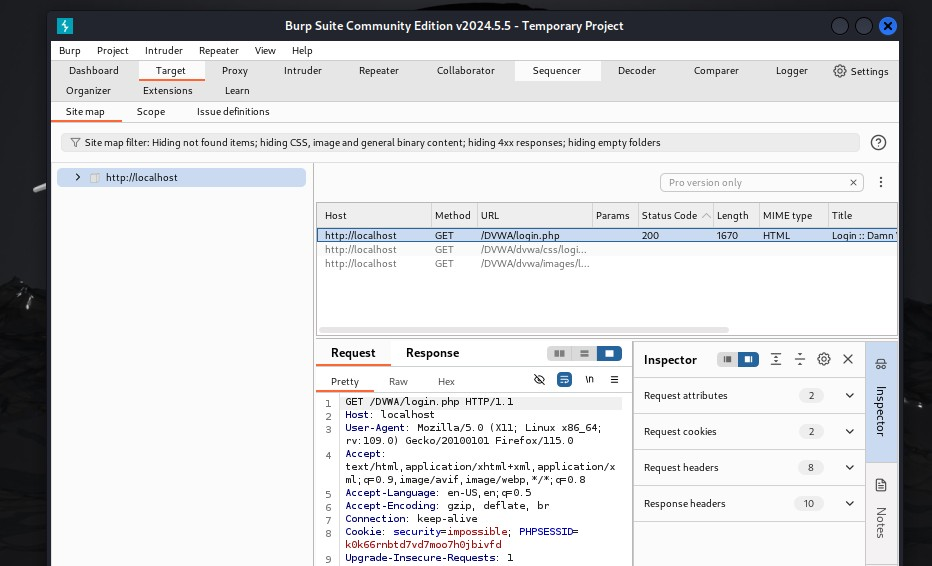 Burp Suite Community Edition v2024.5.5 - Temporary Project
Burp Project Intruder Repeater View Help
Dashboard Target Proxy Intruder Repeater Collaborator Sequencer Decoder Comparer Logger Settings
Organizer Extensions Learn
Site map Scope Issue definitions
Site map filter: Hiding not found items; hiding CSS, image and general binary content; hiding 4xx responses; hiding empty folders
http://localhost
Pro version only
Host Method URL Params Status Code Length MIME type Title
http://localhost GET /DVWA/login.php 200 1670 HTML Login :: Damn
http://localhost GET /DVWA/dvwa/css/logi...
http://localhost GET /DVWA/dvwa/images/l...
Request Response
Pretty Raw Hex \n
1 GET /DVWA/login.php HTTP/1.1
2 Host: localhost
3 User-Agent: Mozilla/5.0 (X11; Linux x86_64;
rv:109.0) Gecko/20100101 Firefox/115.0
4 Accept:
text/html,application/xhtml+xml,application/x
ml;q=0.9,image/avif,image/webp,*/*;q=0.8
5 Accept-Language: en-US,en;q=0.5
6 Accept-Encoding: gzip, deflate, br
7 Connection: keep-alive
8 Cookie: security=impossible; PHPSESSID=
k0k66rnbtd7vd7moo7h0jbivfd
9 Upgrade-Insecure-Requests: 1
Inspector
Request attributes 2
Request cookies 2
Request headers 8
Response headers 10
Inspector
Notes